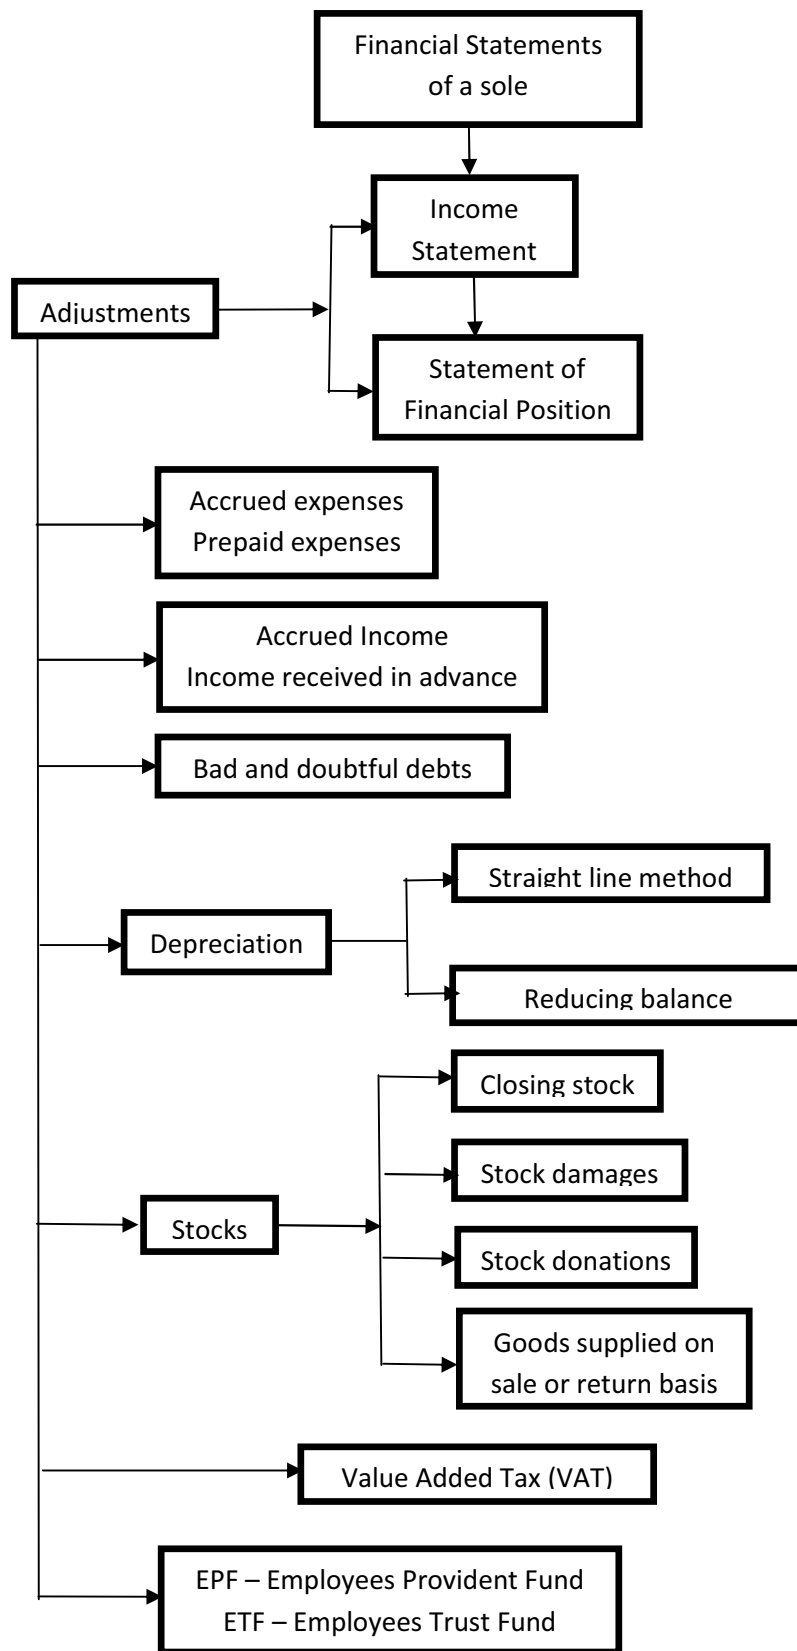 Financial Statements
of a sole
Income
Statement
Adjustments
Statement of
Financial Position
Accrued expenses
Prepaid expenses
Accrued Income
Income received in advance
Bad and doubtful debts
Straight line method
Depreciation
Reducing balance
Closing stock
Stock damages
Stocks
Stock donations
Goods supplied on
sale or return basis
Value Added Tax (VAT)
EPF – Employees Provident Fund
ETF – Employees Trust Fund